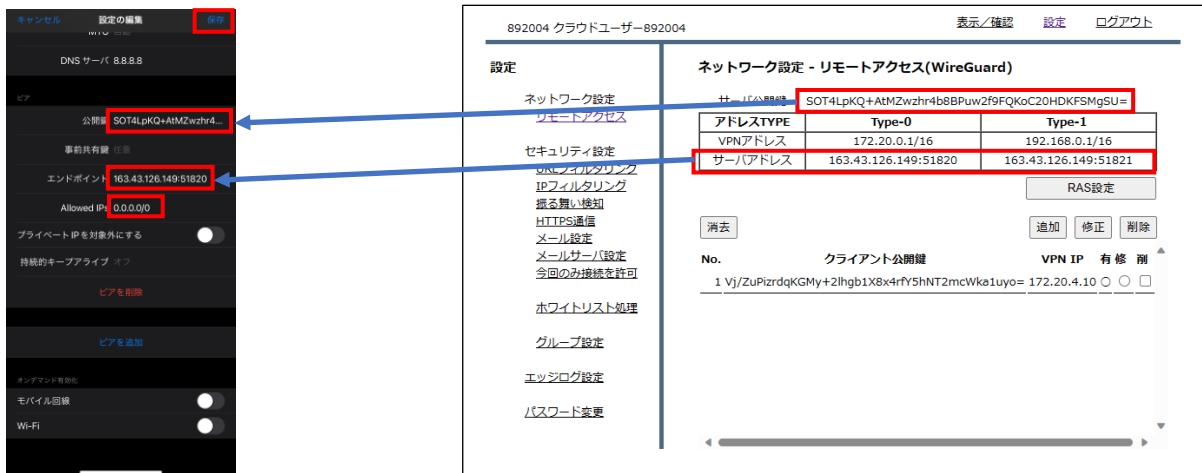 キャンセル 設定の編集 保存
MTU 自動
DNS サーバ 8.8.8.8
ピア
公開鍵 SOT4LpKQ+AtMZwzhr4...
事前共有鍵 任意
エンドポイント 163.43.126.149:51820
Allowed IPs 0.0.0.0/0
プライベート IP を対象外にする
持続的キープアライブ オフ
ピアを削除
ピアを追加
オンデマンド有効化
モバイル回線
Wi-Fi
892004 クラウドユーザー892004
表示／確認 設定 ログアウト
設定
ネットワーク設定
リモートアクセス
セキュリティ設定
URLフィルタリング
IPフィルタリング
振る舞い検知
HTTPS通信
メール設定
メールサーバ設定
今回のみ接続を許可
ホワイトリスト処理
グループ設定
エッジログ設定
パスワード変更
ネットワーク設定 - リモートアクセス(WireGuard)
サーバ公開鍵 SOT4LpKQ+AtMZwzhr4b8BPuw2f9FQKoC20HDKFSMgSU=
アドレスTYPE Type-0 Type-1
VPNアドレス 172.20.0.1/16 192.168.0.1/16
サーバアドレス 163.43.126.149:51820 163.43.126.149:51821
RAS設定
消去 追加 修正 削除
No. クライアント公開鍵 VPN IP 有 修 削
1 Vj/ZuPizrdqKGMy+2lhgb1X8x4rfY5hNT2mcWka1uyo= 172.20.4.10